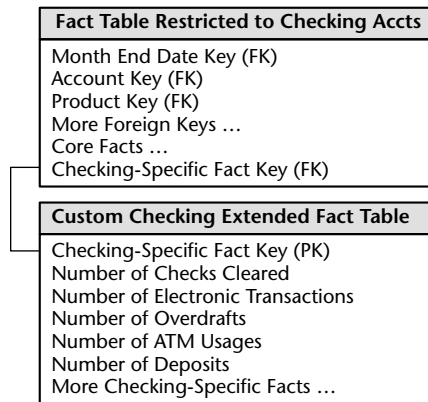 Fact Table Restricted to Checking Accts
Month End Date Key (FK)
Account Key (FK)
Product Key (FK)
More Foreign Keys …
Core Facts …
Checking-Specific Fact Key (FK)
Custom Checking Extended Fact Table
Checking-Specific Fact Key (PK)
Number of Checks Cleared
Number of Electronic Transactions
Number of Overdrafts
Number of ATM Usages
Number of Deposits
More Checking-Specific Facts …